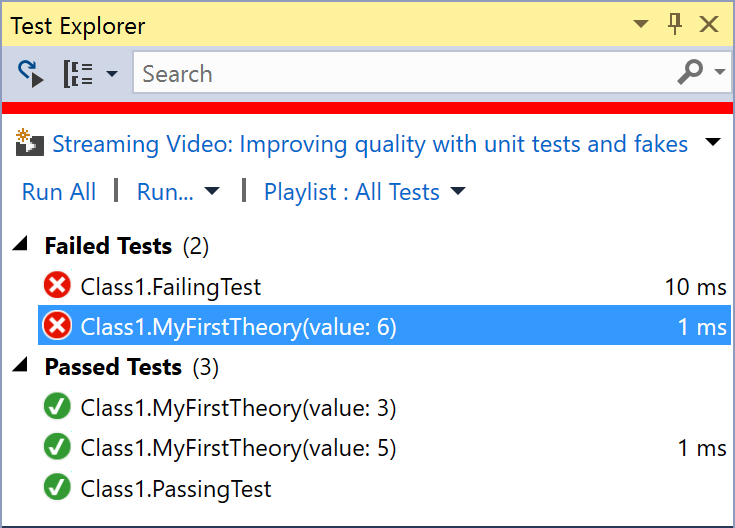 Test Explorer
Search
Streaming Video: Improving quality with unit tests and fakes
Run All | Run... | Playlist : All Tests
Failed Tests (2)
Class1.FailingTest 10 ms
Class1.MyFirstTheory(value: 6) 1 ms
Passed Tests (3)
Class1.MyFirstTheory(value: 3)
Class1.MyFirstTheory(value: 5) 1 ms
Class1.PassingTest